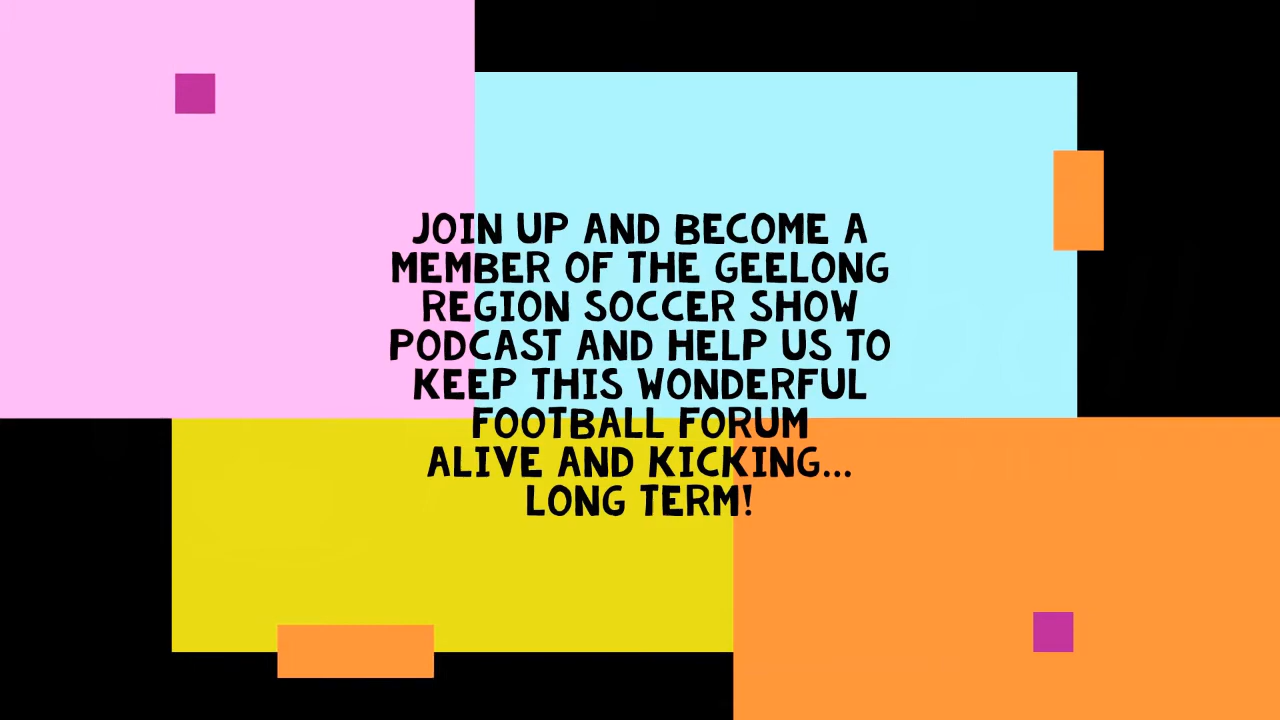 JOIN UP AND BECOME A
MEMBER OF THE GEELONG
REGION SOCCER SHOW
PODCAST AND HELP US TO
KEEP THIS WONDERFUL
FOOTBALL FORUM
ALIVE AND KICKING...
LONG TERM!